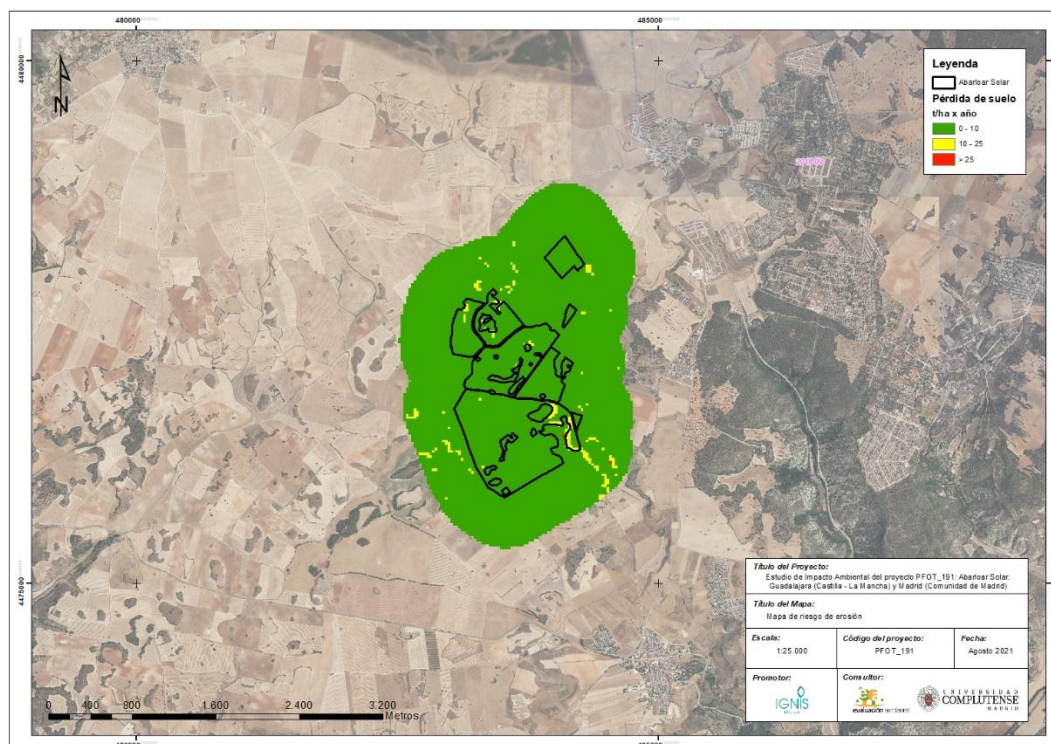 480000
485000
4480000
N
Leyenda
Abarloar Solar
Pérdida de suelo
t/ha x año
0 - 10
10 - 25
> 25
4475000
0 400 800 1.600 2.400 3.200
Metros
Título del Proyecto:
Estudio de Impacto Ambiental del proyecto PFOT_191: Abarloar Solar.
Guadalajara (Castilla - La Mancha) y Madrid (Comunidad de Madrid)
Título del Mapa:
Mapa de riesgo de erosión
Escala:
1:25.000
Código del proyecto:
PFOT_191
Fecha:
Agosto 2021
Promotor:
IGNIS
Consultor:
evaluación ambiental
UNIVERSIDAD
COMPLUTENSE
MADRID